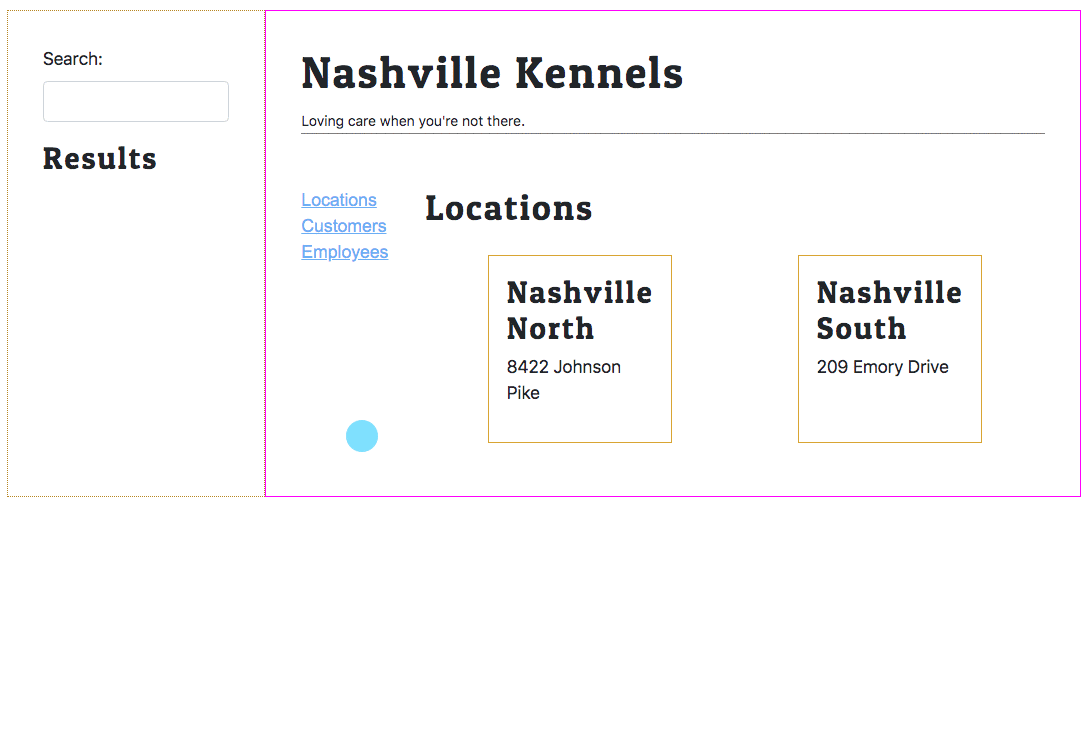 Search:
Results
Nashville Kennels
Loving care when you're not there.
Locations
Customers
Employees
Locations
Nashville
North
8422 Johnson
Pike
Nashville
South
209 Emory Drive